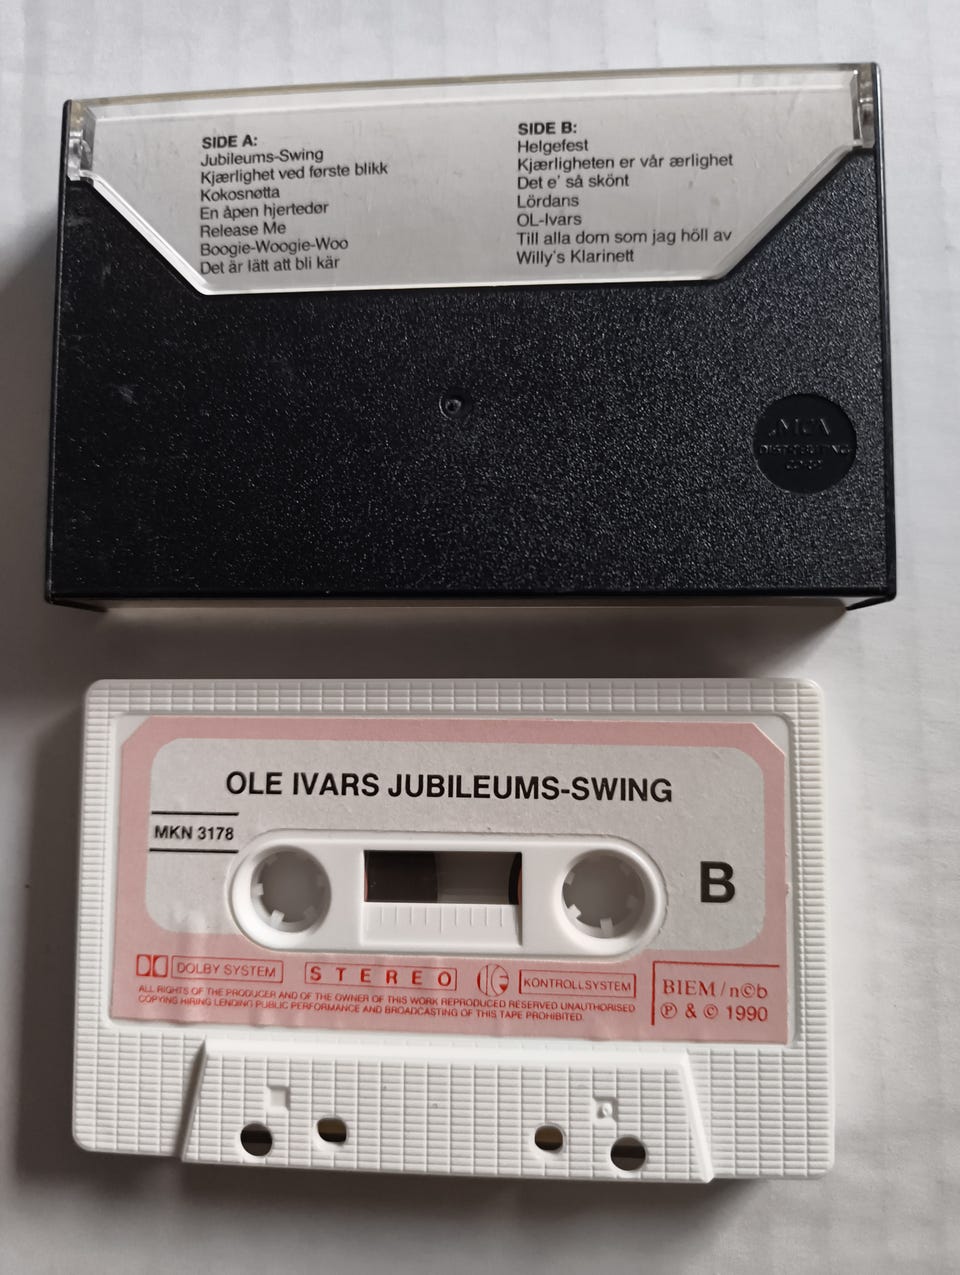 SIDE A:
Jubileums-Swing
Kjærlighet ved første blikk
Kokosnøtta
En åpen hjertedør
Release Me
Boogie-Woogie-Woo
Det är lätt att bli kär
SIDE B:
Helgefest
Kjærligheten er vår ærlighet
Det e' så skönt
Lördans
OL-Ivars
Till alla dom som jag höll av
Willy's Klarinett
MCA
DISTRIBUTING
CORP
OLE IVARS JUBILEUMS-SWING
MKN 3178
B
DOLBY SYSTEM
STEREO
KONTROLLSYSTEM
BIEM/n©b
ALL RIGHTS OF THE PRODUCER AND OF THE OWNER OF THIS WORK REPRODUCED RESERVED UNAUTHORISED
COPYING HIRING LENDING PUBLIC PERFORMANCE AND BROADCASTING OF THIS TAPE PROHIBITED.
℗ & © 1990